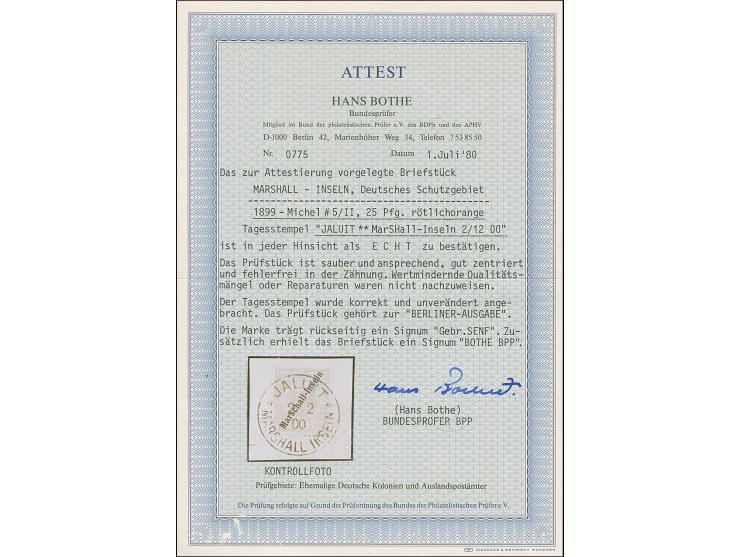 ATTEST
HANS BOTHE
Bundesprüfer
Mitglied im Bund der philatelistischen Prüfer e.V. des BDPh und des APHV
D-1000 Berlin 42, Marienhöher Weg 34, Telefon 7 53 85 50
Nr. 0775 Datum 1.Juli'80
Das zur Attestierung vorgelegte Briefstück
MARSHALL - INSELN, Deutsches Schutzgebiet
1899 - Michel # 5/II, 25 Pfg. rötlichorange
Tagesstempel "JALUIT ** MarSHall-Inseln 2/12 00"
ist in jeder Hinsicht als E C H T zu bestätigen.
Das Prüfstück ist sauber und ansprechend, gut zentriert
und fehlerfrei in der Zähnung. Wertmindernde Qualitäts-
mängel oder Reparaturen waren nicht nachzuweisen.
Der Tagesstempel wurde korrekt und unverändert ange-
bracht. Das Prüfstück gehört zur "BERLINER-AUSGABE".
Die Marke trägt rückseitig ein Signum "Gebr.SENF". Zu-
sätzlich erhielt das Briefstück ein Signum "BOTHE BPP".
JALUIT
Marschall-Inseln
2
00
MARSHALL INSELN
Hans Bothe
(Hans Bothe)
BUNDESPRÜFER BPP
KONTROLLFOTO
Prüfgebiete: Ehemalige Deutsche Kolonien und Auslandspostämter
Die Prüfung erfolgte auf Grund der Prüfordnung des Bundes der Philatelistischen Prüfer e.V.
GIESECKE & DEVRIENT MÜNCHEN